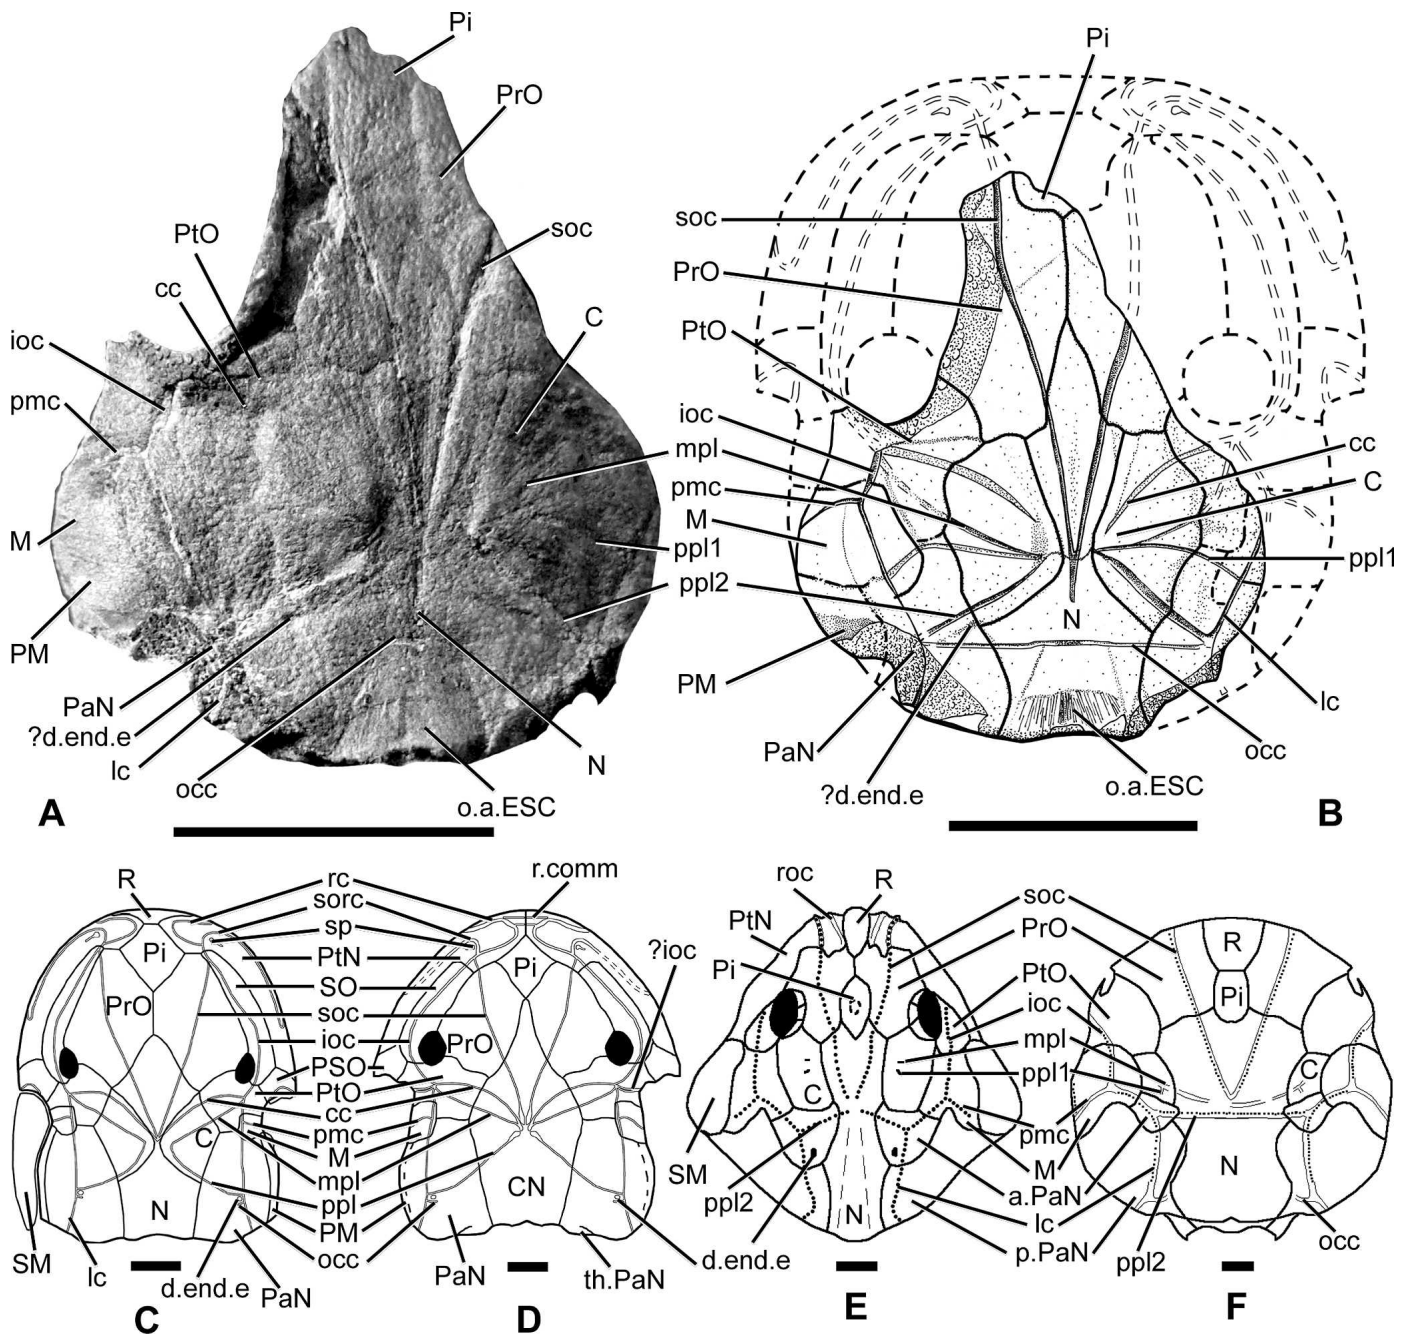 Pi
PrO
PtO
soc
cc
C
ioc
pmc
M
ppl1
PM
PaN
?d.end.e
lc
occ
N
o.a.ESC
A
Pi
soc
PrO
PtO
ioc
mpl
pmc
M
ppl2
PM
PaN
?d.end.e
cc
C
ppl1
N
lc
occ
o.a.ESC
B
R
rc
sorc
sp
PtN
SO
soc
ioc
PSO
PtO
cc
pmc
M
mpl
ppl
PM
occ
Pi
PrO
C
N
SM
lc
d.end.e
PaN
C
r.comm
?ioc
Pi
PrO
CN
PaN
th.PaN
d.end.e
D
roc
R
PtN
Pi
C
SM
ppl2
N
E
soc
PrO
PtO
ioc
mpl
ppl1
pmc
M
a.PaN
lc
p.PaN
R
Pi
C
N
ppl2
occ
F